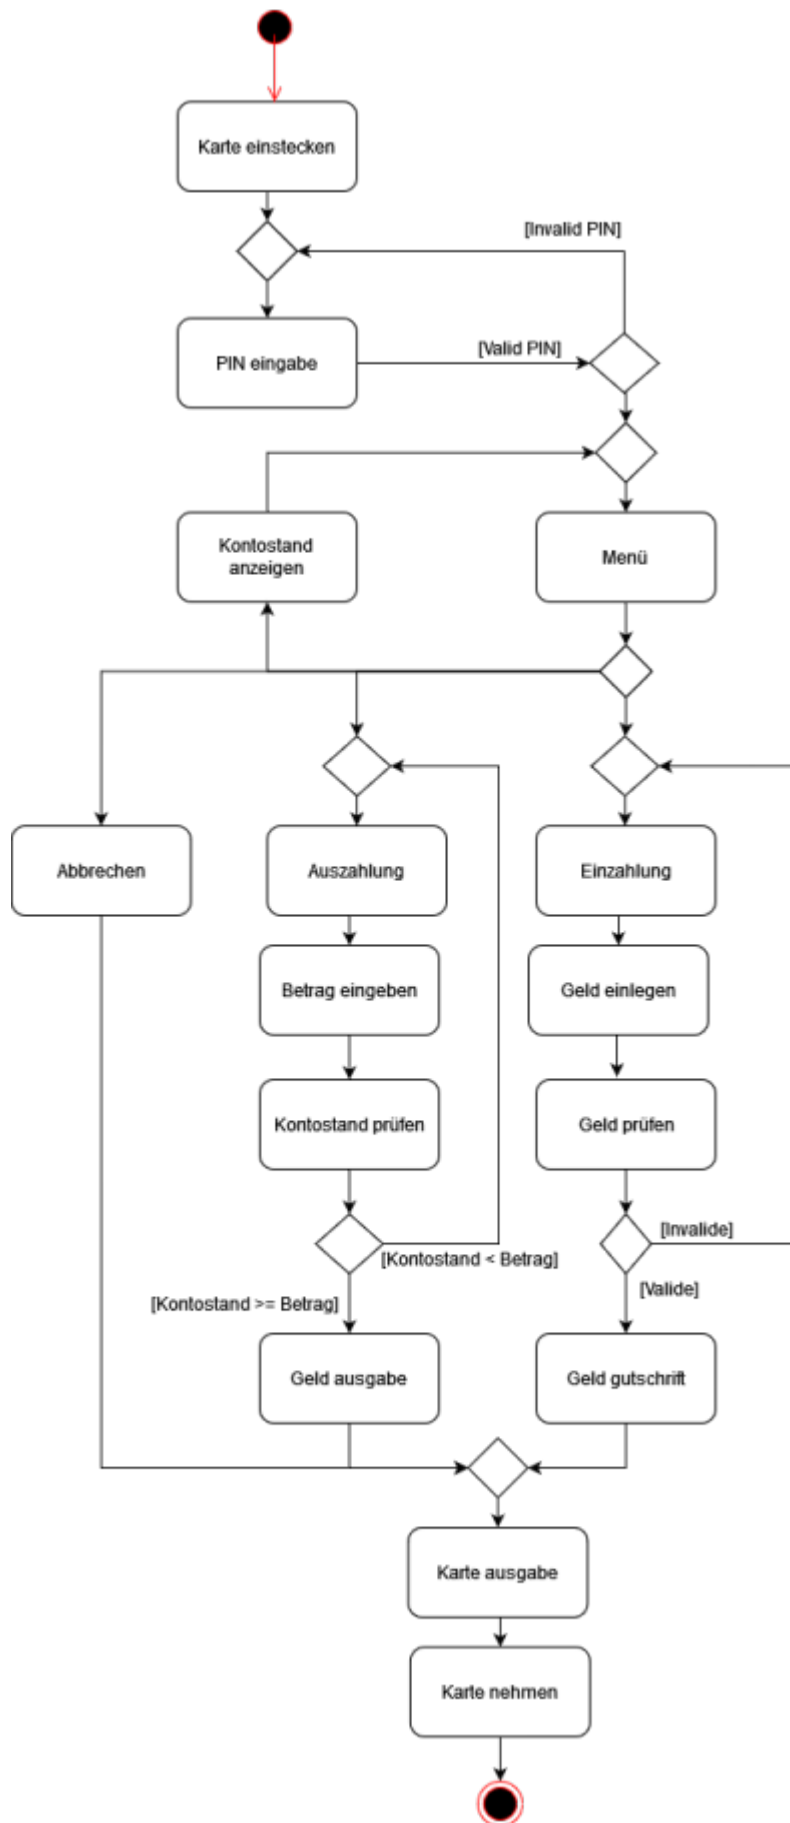 Karte einstecken
[Invalid PIN]
PIN eingabe
[Valid PIN]
Kontostand
anzeigen
Menü
Abbrechen
Auszahlung
Einzahlung
Betrag eingeben
Geld einlegen
Kontostand prüfen
Geld prüfen
[Invalide]
[Kontostand < Betrag]
[Valide]
[Kontostand >= Betrag]
Geld ausgabe
Geld gutschrift
Karte ausgabe
Karte nehmen